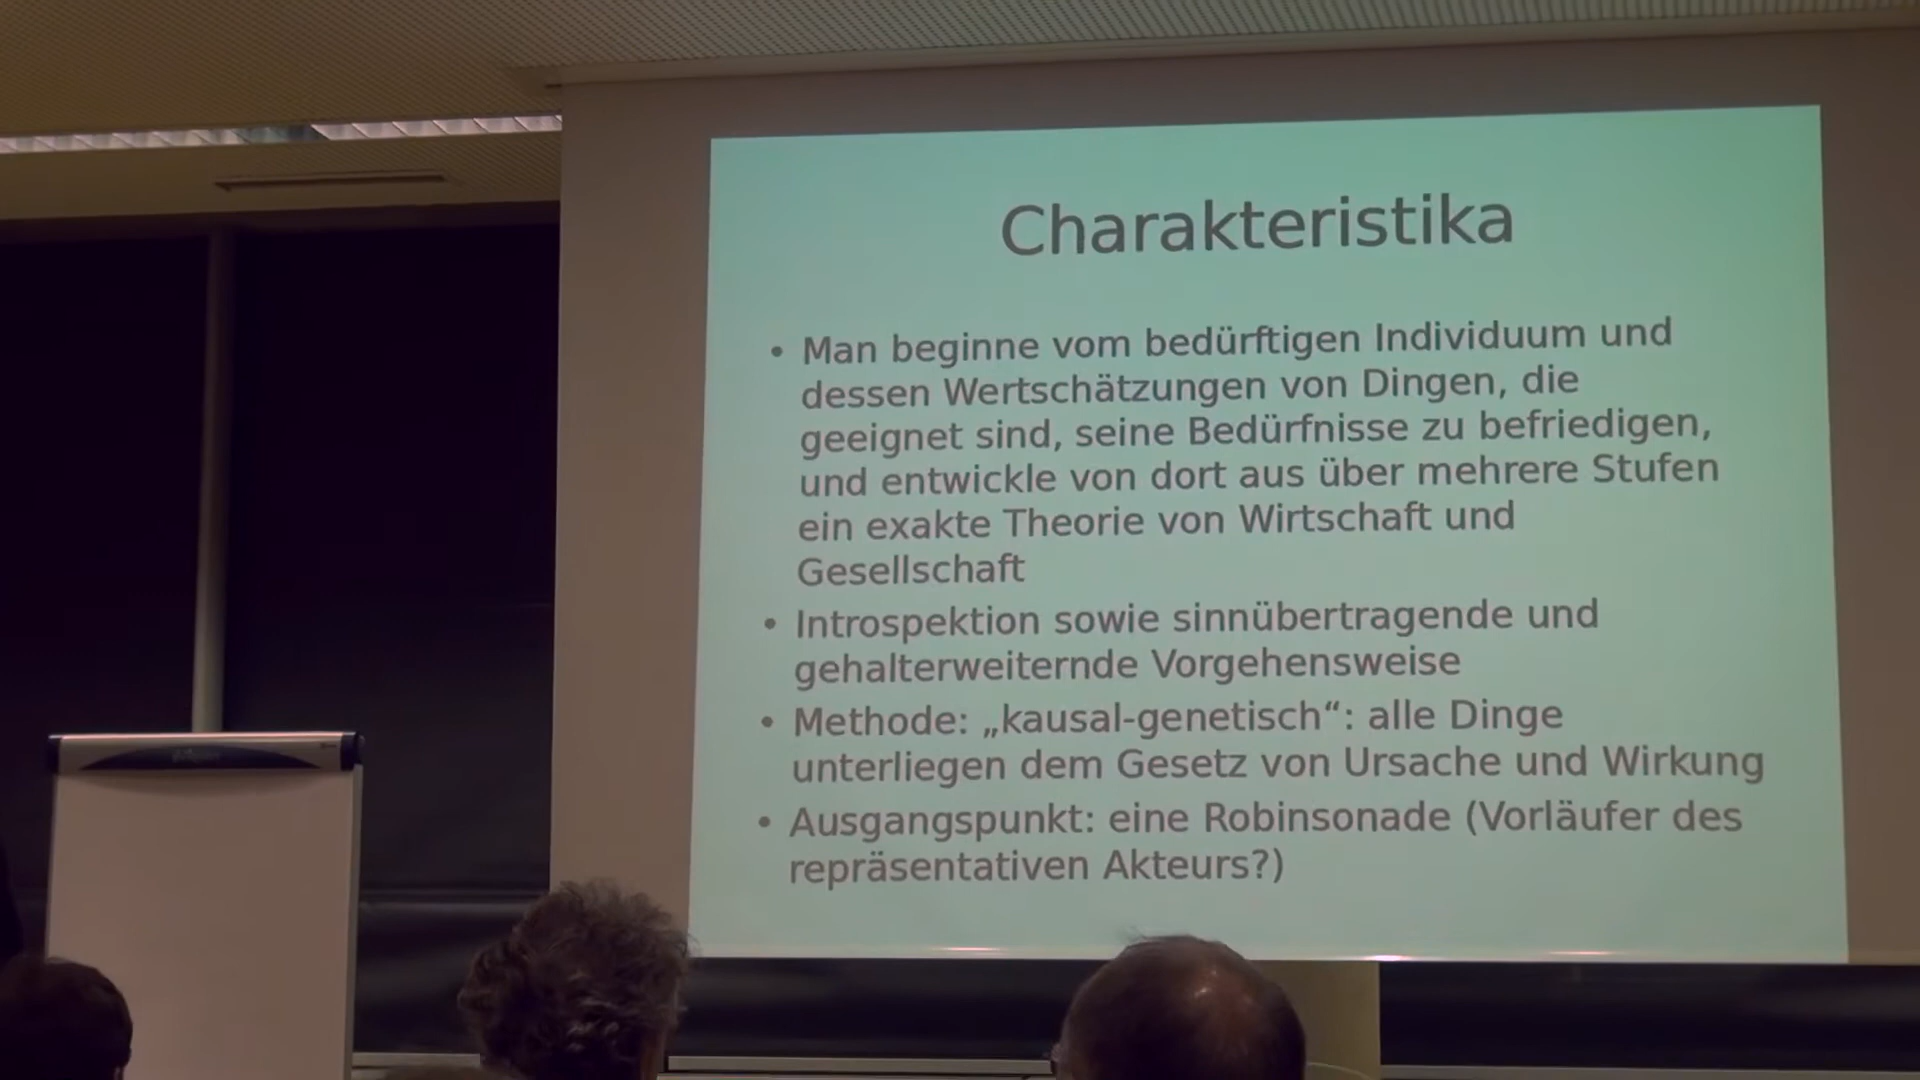 Charakteristika
• Man beginne vom bedürftigen Individuum und
dessen Wertschätzungen von Dingen, die
geeignet sind, seine Bedürfnisse zu befriedigen,
und entwickle von dort aus über mehrere Stufen
ein exakte Theorie von Wirtschaft und
Gesellschaft
• Introspektion sowie sinnübertragende und
gehalterweiternde Vorgehensweise
• Methode: „kausal-genetisch“: alle Dinge
unterliegen dem Gesetz von Ursache und Wirkung
• Ausgangspunkt: eine Robinsonade (Vorläufer des
repräsentativen Akteurs?)